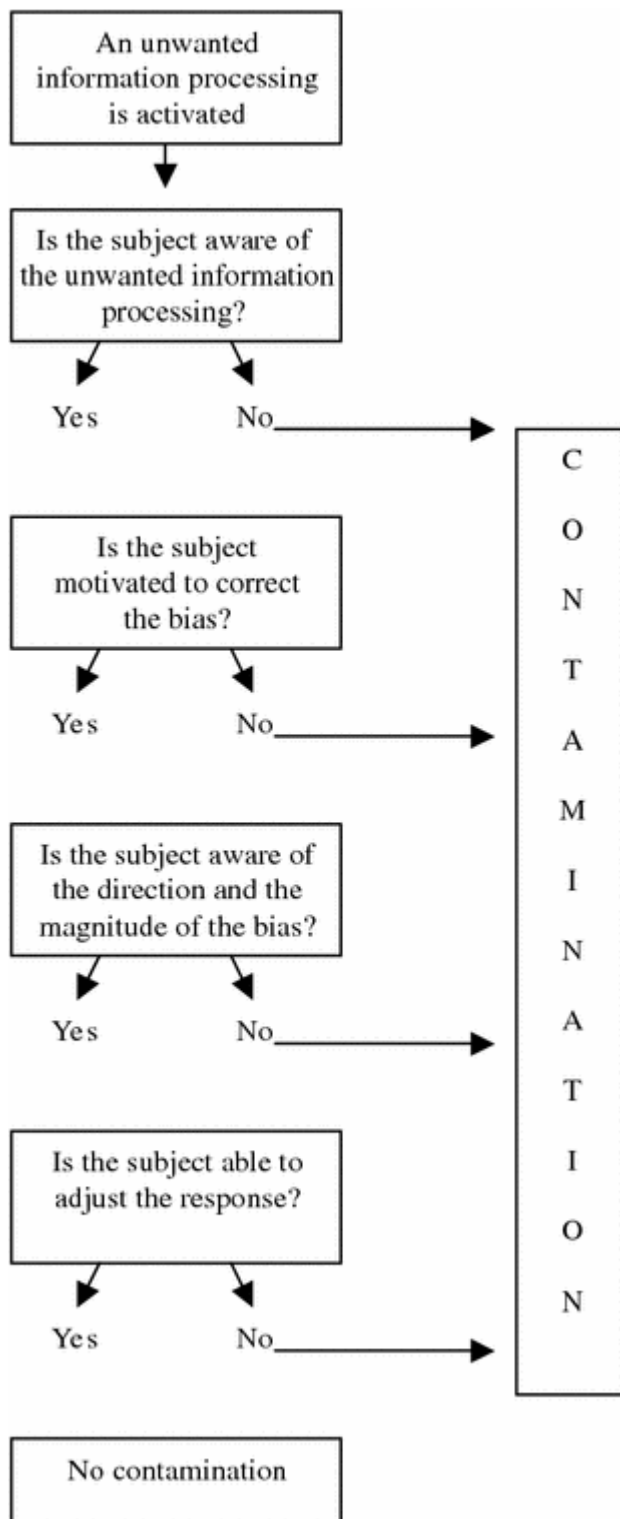 An unwanted
information processing
is activated
Is the subject aware of
the unwanted information
processing?
Yes No
Is the subject
motivated to correct
the bias?
Yes No
Is the subject aware of
the direction and the
magnitude of the bias?
Yes No
Is the subject able to
adjust the response?
Yes No
No contamination
C
O
N
T
A
M
I
N
A
T
I
O
N